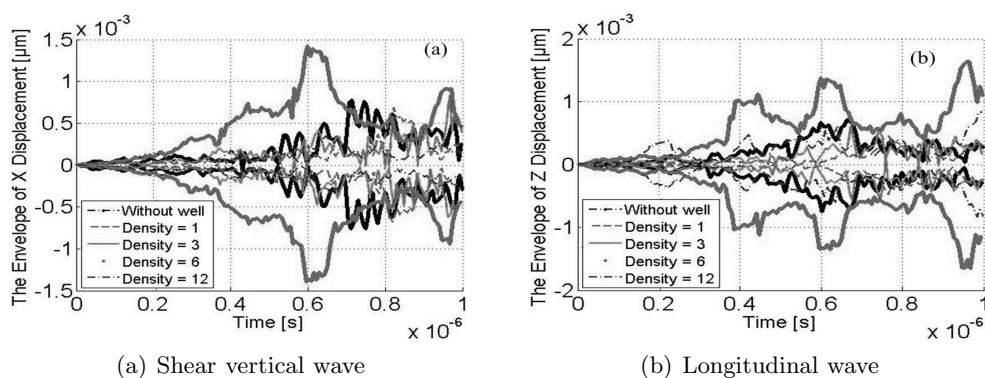 x 10⁻³
The Envelope of X Displacement [µm]
1.5
1
0.5
0
-0.5
-1
-1.5
(a)
Without well
Density = 1
Density = 3
Density = 6
Density = 12
0 0.2 0.4 0.6 0.8 1
Time [s]
x 10⁻⁶
(a) Shear vertical wave
x 10⁻³
The Envelope of Z Displacement [µm]
2
1
0
-1
-2
(b)
Without well
Density = 1
Density = 3
Density = 6
Density = 12
0 0.2 0.4 0.6 0.8 1
Time [s]
x 10⁻⁶
(b) Longitudinal wave